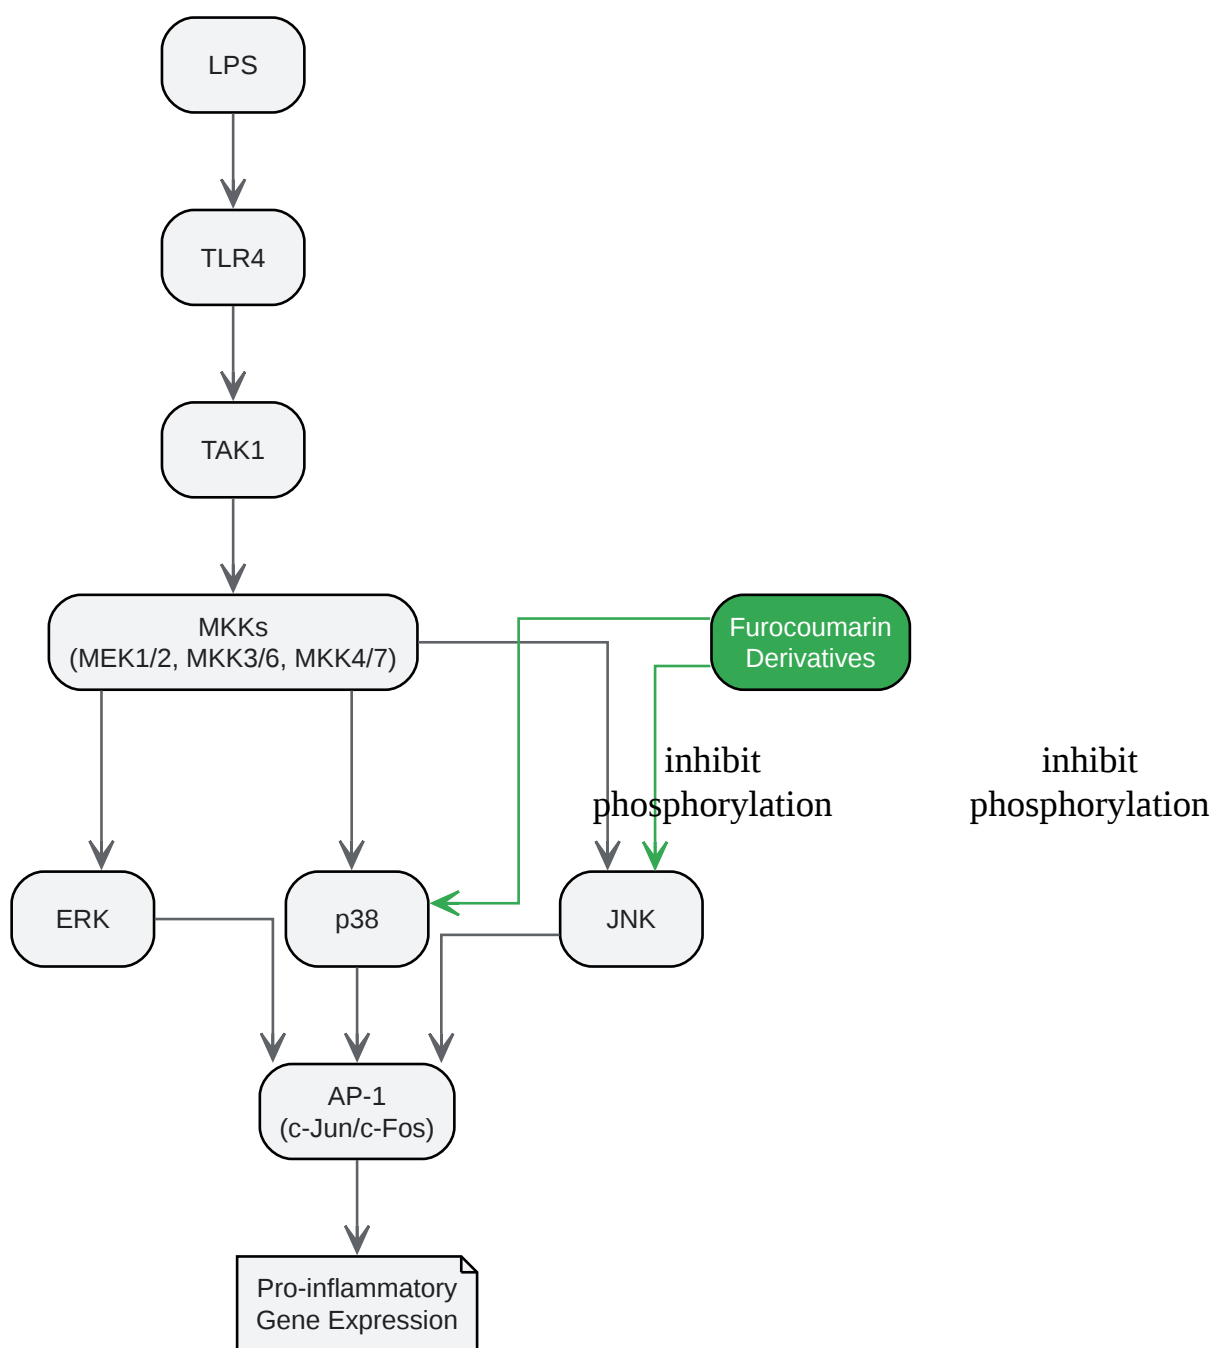 LPS
TLR4
TAK1
MKKs
(MEK1/2, MKK3/6, MKK4/7)
Furocoumarin
Derivatives
inhibit
phosphorylation
inhibit
phosphorylation
ERK
p38
JNK
AP-1
(c-Jun/c-Fos)
Pro-inflammatory
Gene Expression